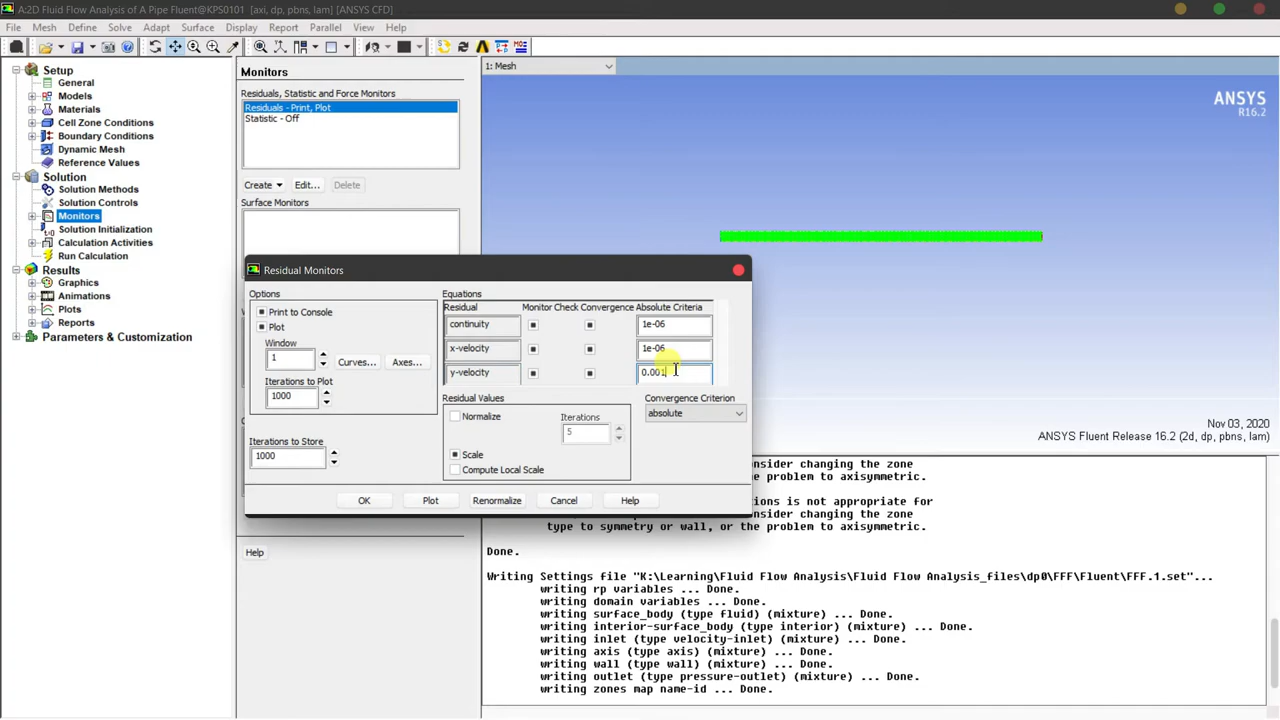 A:2D Fluid Flow Analysis of A Pipe Fluent@KPS0101 [axi, dp, pbns, lam] [ANSYS CFD]
File Mesh Define Solve Adapt Surface Display Report Parallel View Help
Setup
General
Models
Materials
Cell Zone Conditions
Boundary Conditions
Dynamic Mesh
Reference Values
Solution
Solution Methods
Solution Controls
Monitors
Solution Initialization
Calculation Activities
Run Calculation
Results
Graphics
Animations
Plots
Reports
Parameters & Customization
Monitors
Residuals, Statistic and Force Monitors
Residuals - Print, Plot
Statistic - Off
Create Edit... Delete
Surface Monitors
Help
1: Mesh
ANSYS
R16.2
Nov 03, 2020
ANSYS Fluent Release 16.2 (2d, dp, pbns, lam)
Residual Monitors
Options
Print to Console
Plot
Window
1
Curves... Axes...
Iterations to Plot
1000
Iterations to Store
1000
Equations
Residual Monitor Check Convergence Absolute Criteria
continuity 1e-06
x-velocity 1e-06
y-velocity 0.001
Residual Values
Normalize
Iterations
5
Scale
Compute Local Scale
Convergence Criterion
absolute
OK Plot Renormalize Cancel Help
nsider changing the zone
the problem to axisymmetric.
ions is not appropriate for
nsider changing the zone
type to symmetry or wall, or the problem to axisymmetric.
Done.
Writing Settings file "K:\Learning\Fluid Flow Analysis\Fluid Flow Analysis_files\dp0\FFF\Fluent\FFF.1.set"...
writing rp variables ... Done.
writing domain variables ... Done.
writing surface_body (type fluid) (mixture) ... Done.
writing interior-surface_body (type interior) (mixture) ... Done.
writing inlet (type velocity-inlet) (mixture) ... Done.
writing axis (type axis) (mixture) ... Done.
writing wall (type wall) (mixture) ... Done.
writing outlet (type pressure-outlet) (mixture) ... Done.
writing zones map name-id ... Done.